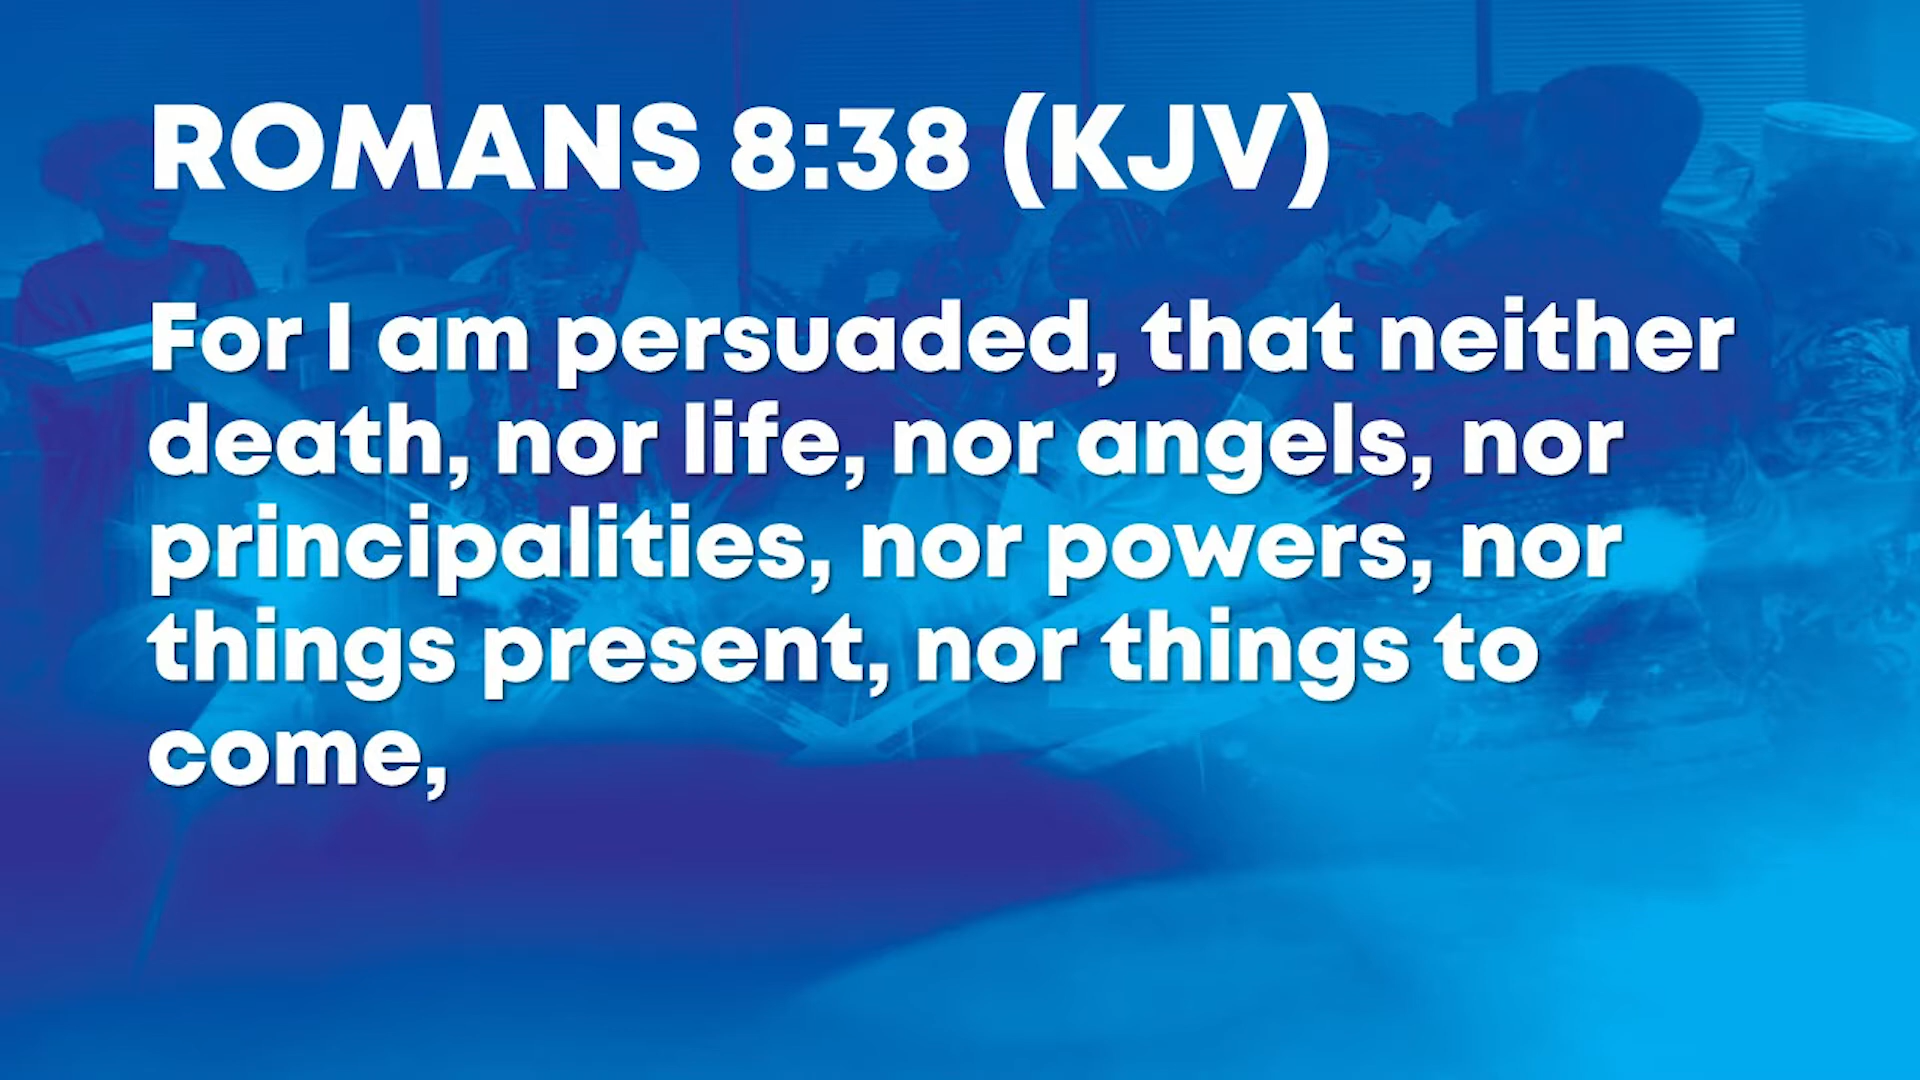 ROMANS 8:38 (KJV)
For I am persuaded, that neither
death, nor life, nor angels, nor
principalities, nor powers, nor
things present, nor things to
come,